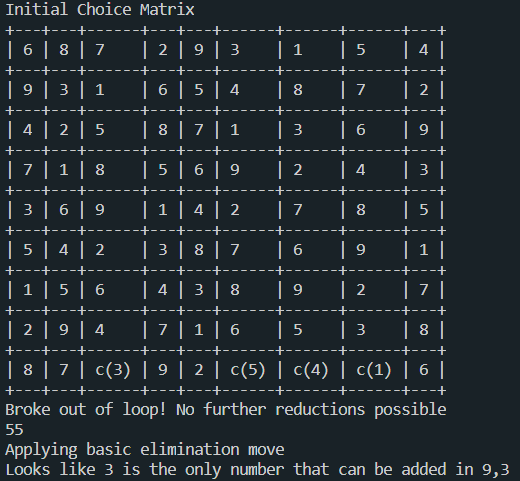 Initial Choice Matrix
+---+---+------+---+---+------+------+------+---+
| 6 | 8 | 7    | 2 | 9 | 3    | 1    | 5    | 4 |
+---+---+------+---+---+------+------+------+---+
| 9 | 3 | 1    | 6 | 5 | 4    | 8    | 7    | 2 |
+---+---+------+---+---+------+------+------+---+
| 4 | 2 | 5    | 8 | 7 | 1    | 3    | 6    | 9 |
+---+---+------+---+---+------+------+------+---+
| 7 | 1 | 8    | 5 | 6 | 9    | 2    | 4    | 3 |
+---+---+------+---+---+------+------+------+---+
| 3 | 6 | 9    | 1 | 4 | 2    | 7    | 8    | 5 |
+---+---+------+---+---+------+------+------+---+
| 5 | 4 | 2    | 3 | 8 | 7    | 6    | 9    | 1 |
+---+---+------+---+---+------+------+------+---+
| 1 | 5 | 6    | 4 | 3 | 8    | 9    | 2    | 7 |
+---+---+------+---+---+------+------+------+---+
| 2 | 9 | 4    | 7 | 1 | 6    | 5    | 3    | 8 |
+---+---+------+---+---+------+------+------+---+
| 8 | 7 | c(3) | 9 | 2 | c(5) | c(4) | c(1) | 6 |
+---+---+------+---+---+------+------+------+---+
Broke out of loop! No further reductions possible
55
Applying basic elimination move
Looks like 3 is the only number that can be added in 9,3